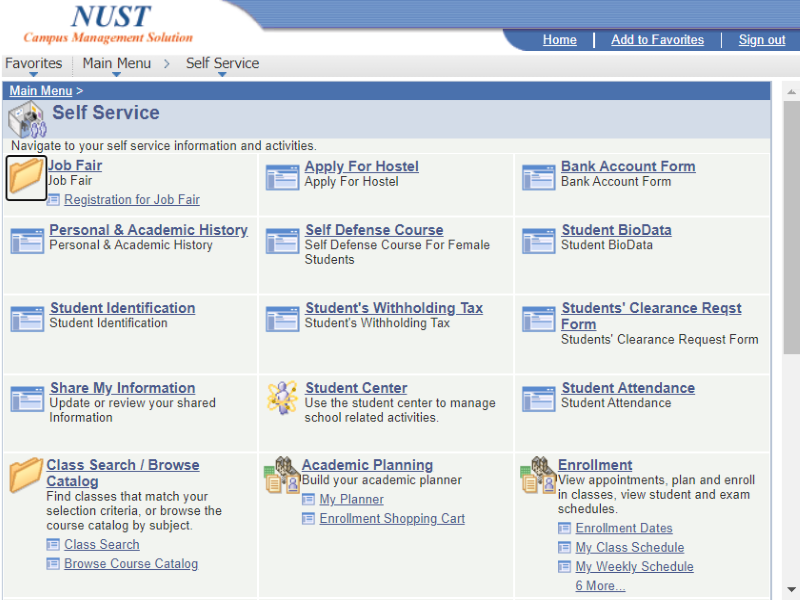 NUST
Campus Management Solution
Home
Add to Favorites
Sign out
Favorites
Main Menu
>
Self Service
Main Menu >
Self Service
Navigate to your self service information and activities.
Job Fair
Job Fair
Registration for Job Fair
Apply For Hostel
Apply For Hostel
Bank Account Form
Bank Account Form
Personal & Academic History
Personal & Academic History
Self Defense Course
Self Defense Course For Female
Students
Student BioData
Student BioData
Student Identification
Student Identification
Student's Withholding Tax
Student's Withholding Tax
Students' Clearance Reqst
Form
Students' Clearance Request Form
Share My Information
Update or review your shared
Information
Student Center
Use the student center to manage
school related activities.
Student Attendance
Student Attendance
Class Search / Browse
Catalog
Find classes that match your
selection criteria, or browse the
course catalog by subject.
Class Search
Browse Course Catalog
Academic Planning
Build your academic planner
My Planner
Enrollment Shopping Cart
Enrollment
View appointments, plan and enroll
in classes, view student and exam
schedules.
Enrollment Dates
My Class Schedule
My Weekly Schedule
6 More...